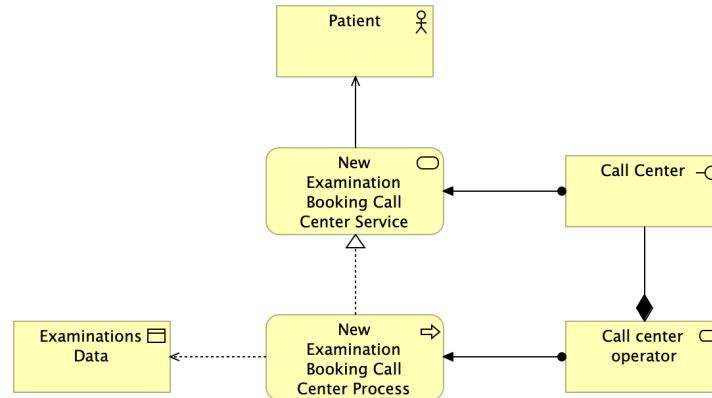 Patient
New
Examination
Booking Call
Center Service
Call Center
Examinations
Data
New
Examination
Booking Call
Center Process
Call center
operator